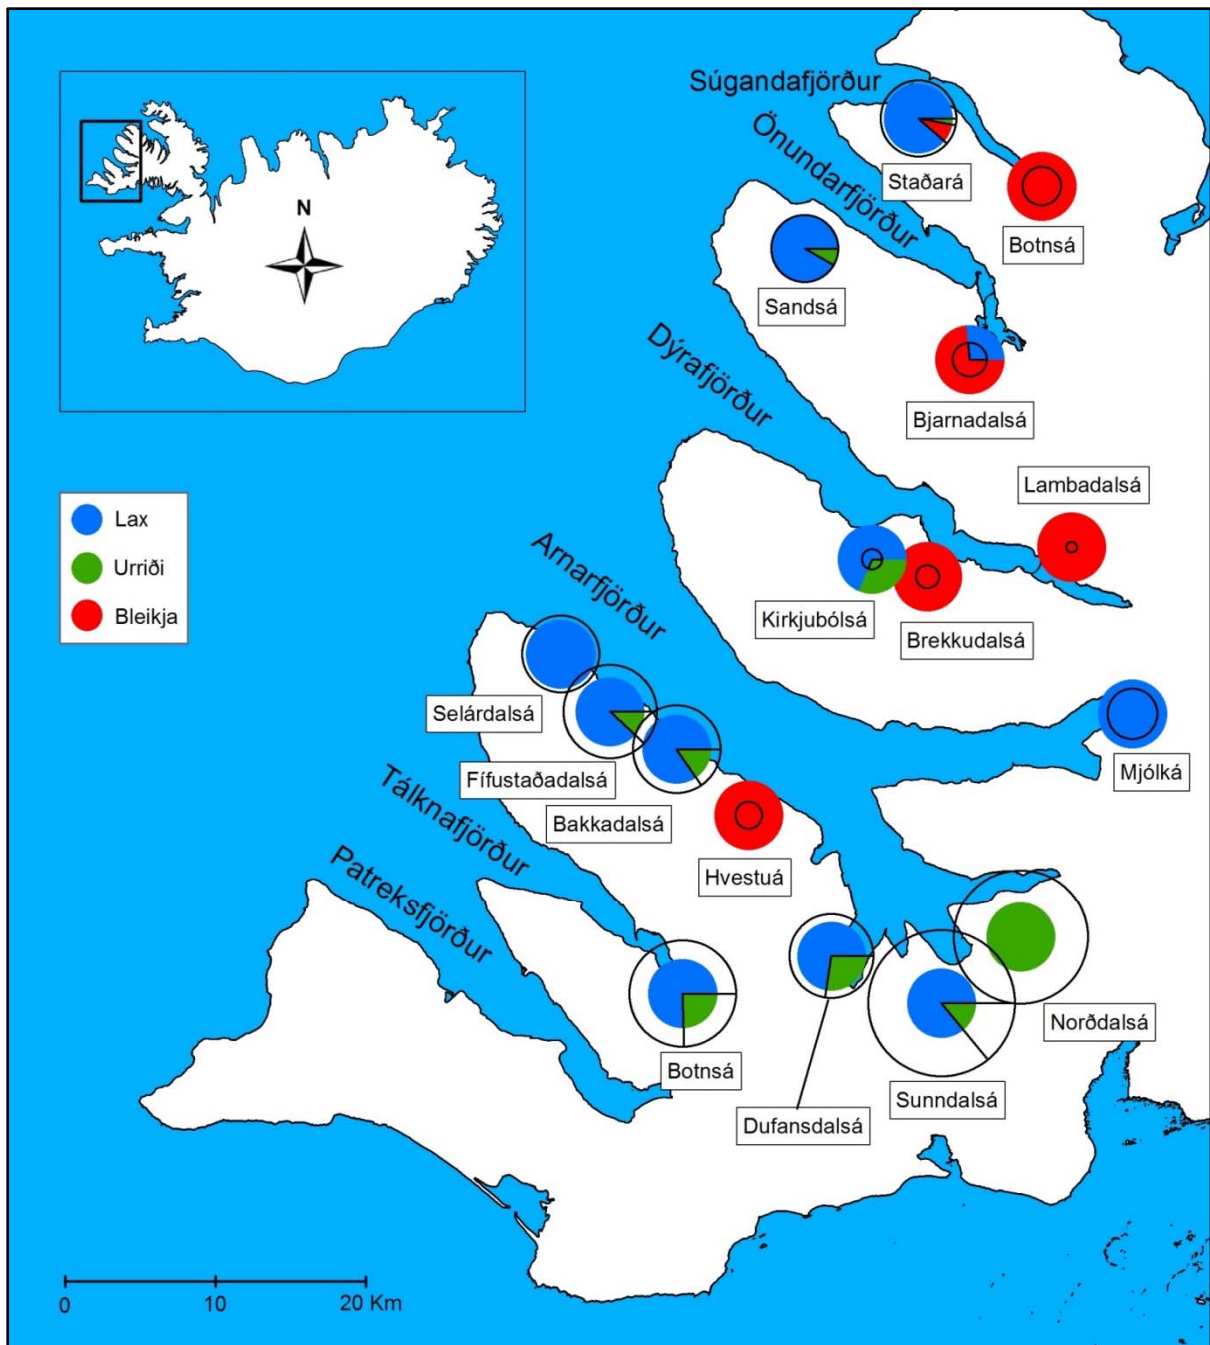 N
Súgandafjörður
Önundarfjörður
Staðará
Botnsá
Sandsá
Dýrafjörður
Bjarnadalsá
Lambadalsá
Lax
Urriði
Bleikja
Arnarfjörður
Kirkjubólsá
Brekkudalsá
Selárdalsá
Mjólká
Fífustaðadalsá
Tálknafjörður
Bakkadalsá
Hvestuá
Patreksfjörður
Norðdalsá
Botnsá
Sunndalsá
Dufansdalsá
0 10 20 Km